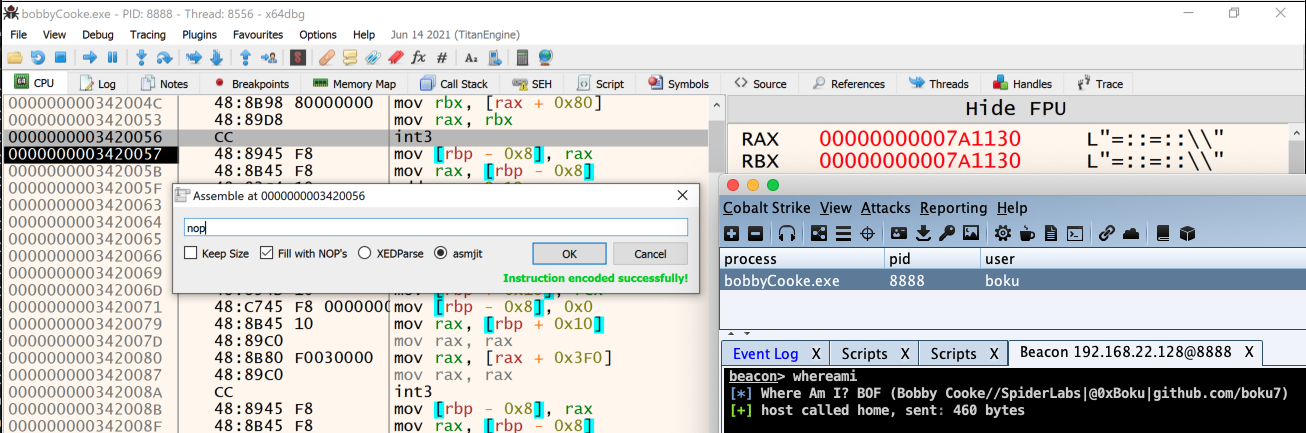 bobbyCooke.exe - PID: 8888 - Thread: 8556 - x64dbg
File View Debug Tracing Plugins Favourites Options Help Jun 14 2021 (TitanEngine)
CPU Log Notes Breakpoints Memory Map Call Stack SEH Script Symbols Source References Threads Handles Trace
000000000342004C 48:8B98 80000000 mov rbx, [rax + 0x80]
0000000003420053 48:89D8 mov rax, rbx
0000000003420056 CC int3
0000000003420057 48:8945 F8 mov [rbp - 0x8], rax
000000000342005B 48:8B45 F8 mov rax, [rbp - 0x8]
000000000342005F
0000000003420063
0000000003420064
0000000003420065
0000000003420066
0000000003420069
000000000342006D
0000000003420071 48:C745 F8 0000000 mov [rbp - 0x8], 0x0
0000000003420075 48:8B45 10 mov rax, [rbp + 0x10]
000000000342007D 48:89C0 mov rax, rax
0000000003420080 48:8B80 F0030000 mov rax, [rax + 0x3F0]
0000000003420087 48:89C0 mov rax, rax
000000000342008A CC int3
000000000342008B 48:8945 F8 mov [rbp - 0x8], rax
000000000342008F 48:8B45 F8 mov rax, [rbp - 0x8]
Assemble at 0000000003420056
nop
Keep Size Fill with NOP's XEDParse asmjit OK Cancel
Instruction encoded successfully!
Hide FPU
RAX 00000000007A1130 L"=::=::\\"
RBX 00000000007A1130 L"=::=::\\"
Cobalt Strike View Attacks Reporting Help
process pid user
bobbyCooke.exe 8888 boku
Event Log X Scripts X Scripts X Beacon 192.168.22.128@8888 X
beacon> whereami
[*] Where Am I? BOF (Bobby Cooke//SpiderLabs|@0xBoku|github.com/boku7)
[+] host called home, sent: 460 bytes